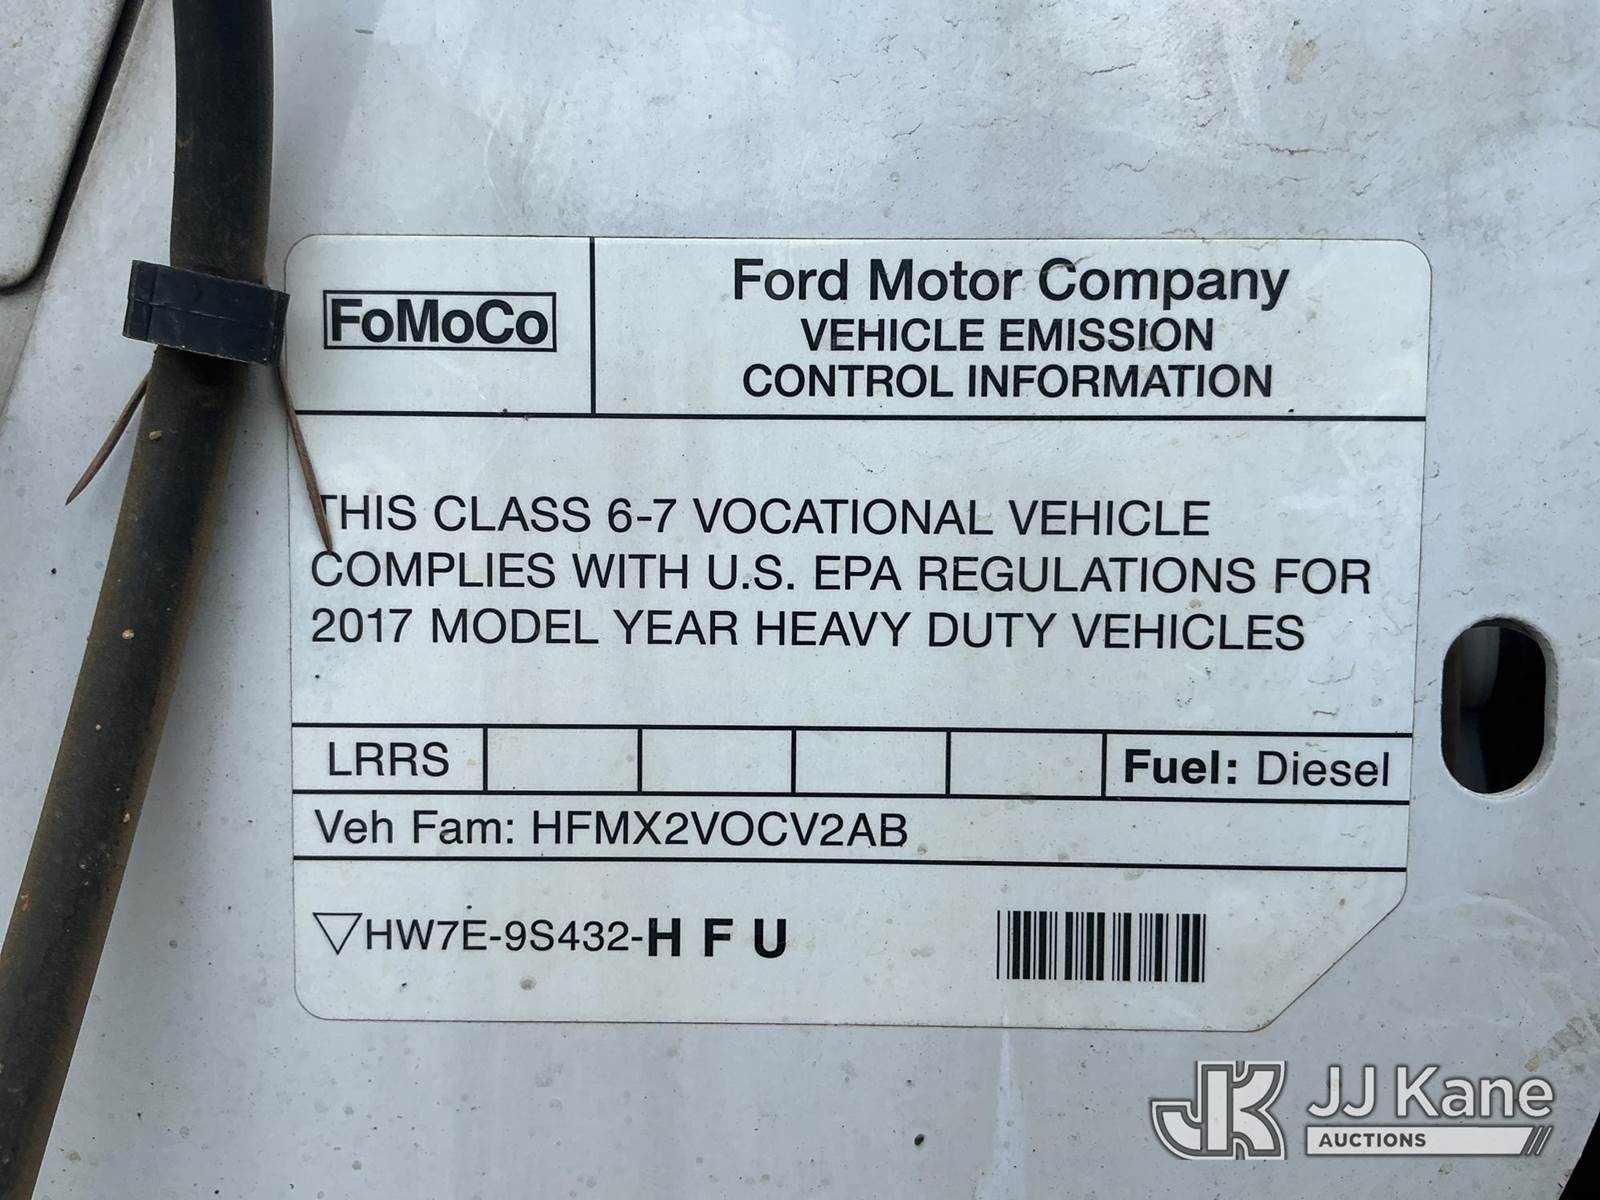 FoMoCo
Ford Motor Company
VEHICLE EMISSION
CONTROL INFORMATION
THIS CLASS 6-7 VOCATIONAL VEHICLE
COMPLIES WITH U.S. EPA REGULATIONS FOR
2017 MODEL YEAR HEAVY DUTY VEHICLES
LRRS
Fuel: Diesel
Veh Fam: HFMX2VOCV2AB
HW7E-9S432-H F U
JK JJ Kane
AUCTIONS